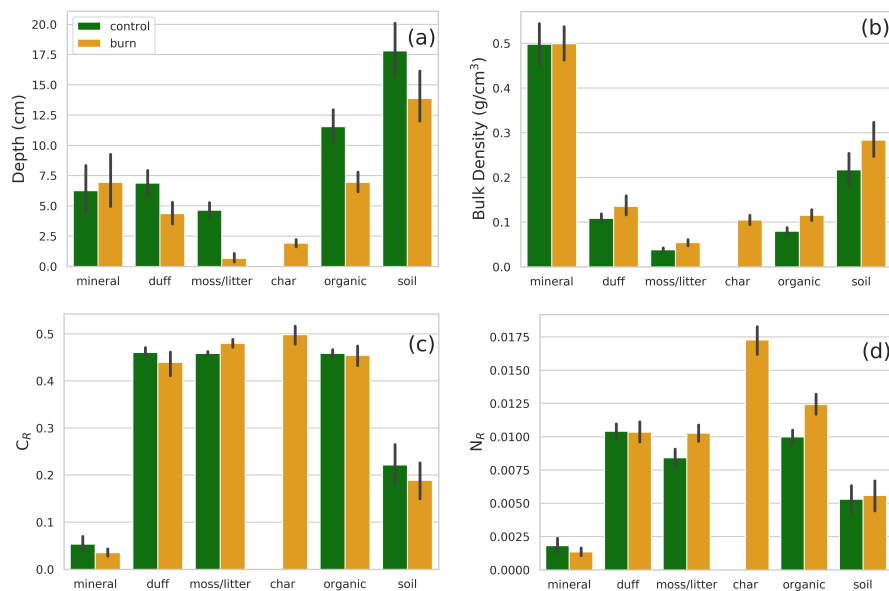 control
burn
(a)
Depth (cm)
20.0
17.5
15.0
12.5
10.0
7.5
5.0
2.5
0.0
mineral duff moss/litter char organic soil
(b)
Bulk Density (g/cm³)
0.5
0.4
0.3
0.2
0.1
0.0
mineral duff moss/litter char organic soil
(c)
C_R
0.5
0.4
0.3
0.2
0.1
0.0
mineral duff moss/litter char organic soil
(d)
N_R
0.0175
0.0150
0.0125
0.0100
0.0075
0.0050
0.0025
0.0000
mineral duff moss/litter char organic soil